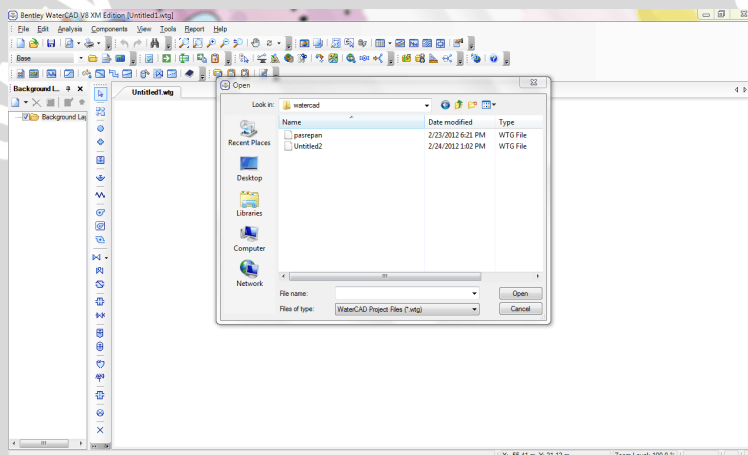 Bentley WaterCAD V8 XM Edition [Untitled1.wtg]
File Edit Analysis Components View Tools Report Help
Base
Background L...
Untitled1.wtg
Background Lay
Open
Look in: watercad
Name Date modified Type
pasrepan 2/23/2012 6:21 PM WTG File
Untitled2 2/24/2012 1:02 PM WTG File
Recent Places
Desktop
Libraries
Computer
Network
File name: Open
Files of type: WaterCAD Project Files (*.wtg) Cancel